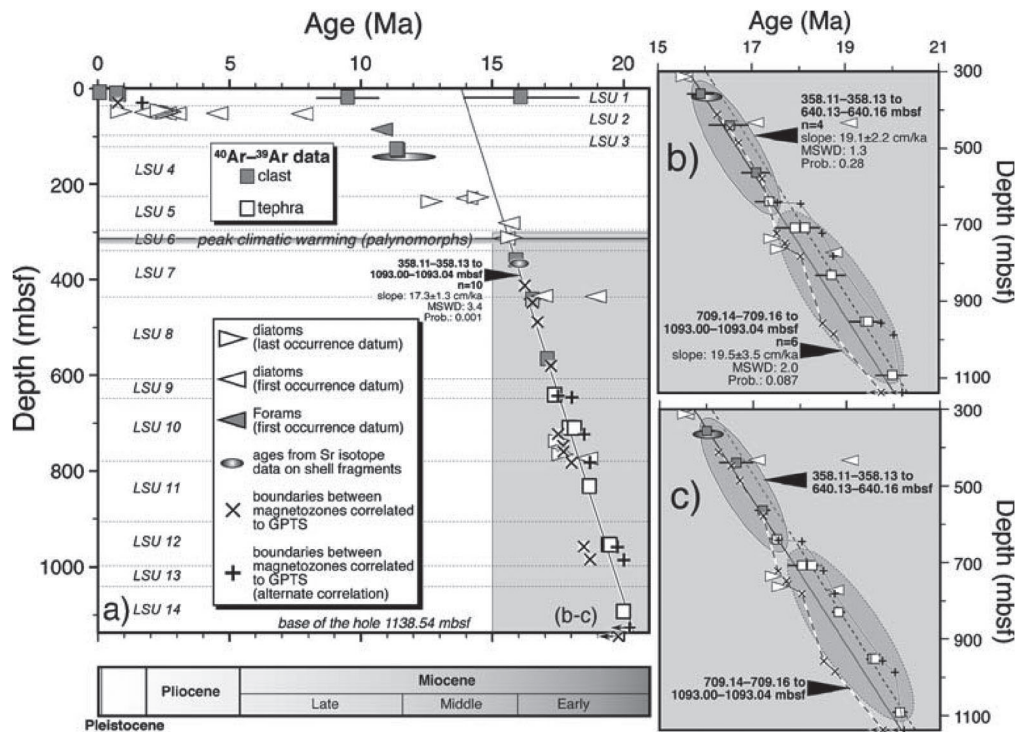 Age (Ma)
0 5 10 15 20
Depth (mbsf)
0
200
400
600
800
1000
LSU 1
LSU 2
LSU 3
LSU 4
LSU 5
LSU 6
LSU 7
LSU 8
LSU 9
LSU 10
LSU 11
LSU 12
LSU 13
LSU 14
⁴⁰Ar–³⁹Ar data
clast
tephra
peak climatic warming (palynomorphs)
358.11–358.13 to
1093.00–1093.04 mbsf
n=10
slope: 17.3±1.3 cm/ka
MSWD: 3.4
Prob.: 0.001
diatoms
(last occurrence datum)
diatoms
(first occurrence datum)
Forams
(first occurrence datum)
ages from Sr isotope
data on shell fragments
boundaries between
magnetozones correlated
to GPTS
boundaries between
magnetozones correlated
to GPTS
(alternate correlation)
a)
(b-c)
base of the hole 1138.54 mbsf
Pleistocene
Pliocene
Miocene
Late
Middle
Early
Age (Ma)
15 17 19 21
300
500
700
900
1100
Depth (mbsf)
b)
358.11–358.13 to
640.13–640.16 mbsf
n=4
slope: 19.1±2.2 cm/ka
MSWD: 1.3
Prob.: 0.28
709.14–709.16 to
1093.00–1093.04 mbsf
n=6
slope: 19.5±3.5 cm/ka
MSWD: 2.0
Prob.: 0.087
300
500
700
900
1100
Depth (mbsf)
c)
358.11–358.13 to
640.13–640.16 mbsf
709.14–709.16 to
1093.00–1093.04 mbsf